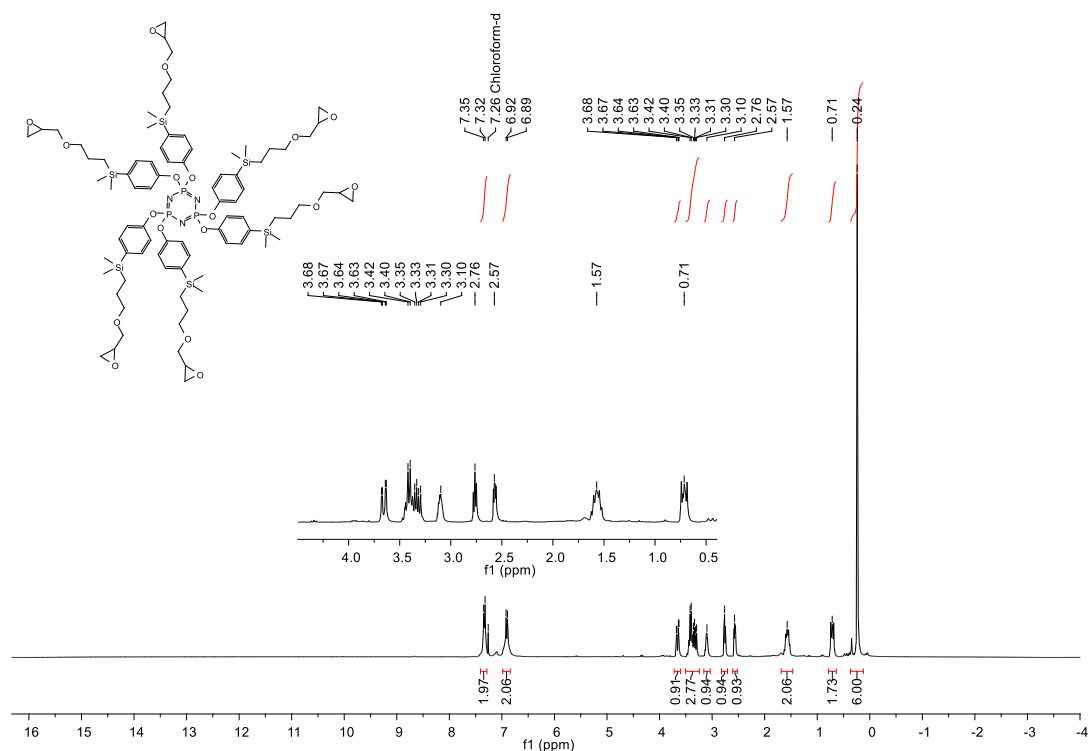 O
O
O
Si
O
O
O
Si
Si
O O
P
O
N N
O
O P P O
N
O O
Si
Si
Si
O
O
O
O
7.35
7.32
7.26 Chloroform-d
6.92
6.89
3.68
3.67
3.64
3.63
3.42
3.40
3.35
3.33
3.31
3.30
3.10
2.76
2.57
1.57
0.71
0.24
3.68
3.67
3.64
3.63
3.42
3.40
3.35
3.33
3.31
3.30
3.10
2.76
2.57
1.57
0.71
4.0 3.5 3.0 2.5 2.0 1.5 1.0 0.5
f1 (ppm)
1.97
2.06
0.91
2.77
0.94
0.94
0.93
2.06
1.73
6.00
16 15 14 13 12 11 10 9 8 7 6 5 4 3 2 1 0 -1 -2 -3 -4
f1 (ppm)